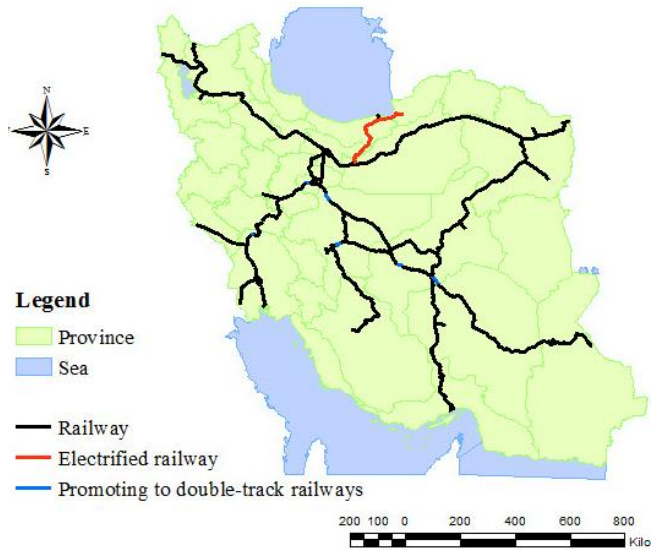 N
E
S
Legend
Province
Sea
Railway
Electrified railway
Promoting to double-track railways
200 100 0 200 400 600 800
Kilo